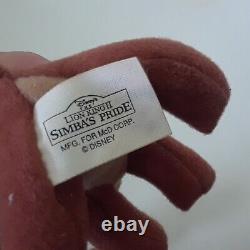 Disney's
THE
LION KING II
SIMBA'S PRIDE
MFG. FOR McD CORP.
© DISNEY